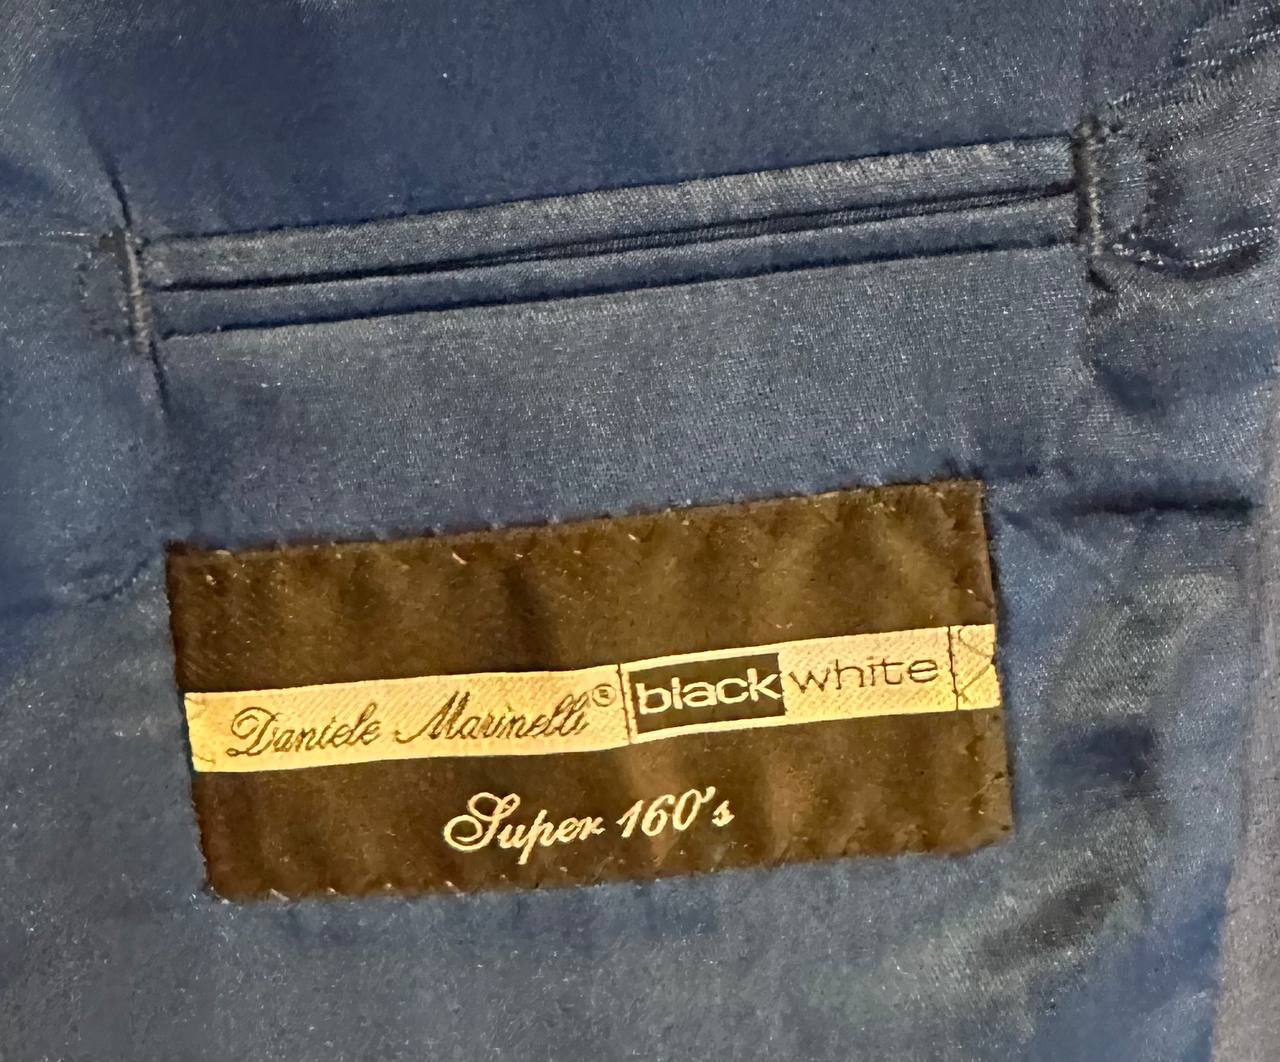 Daniele Marinelli® black white
Super 160's